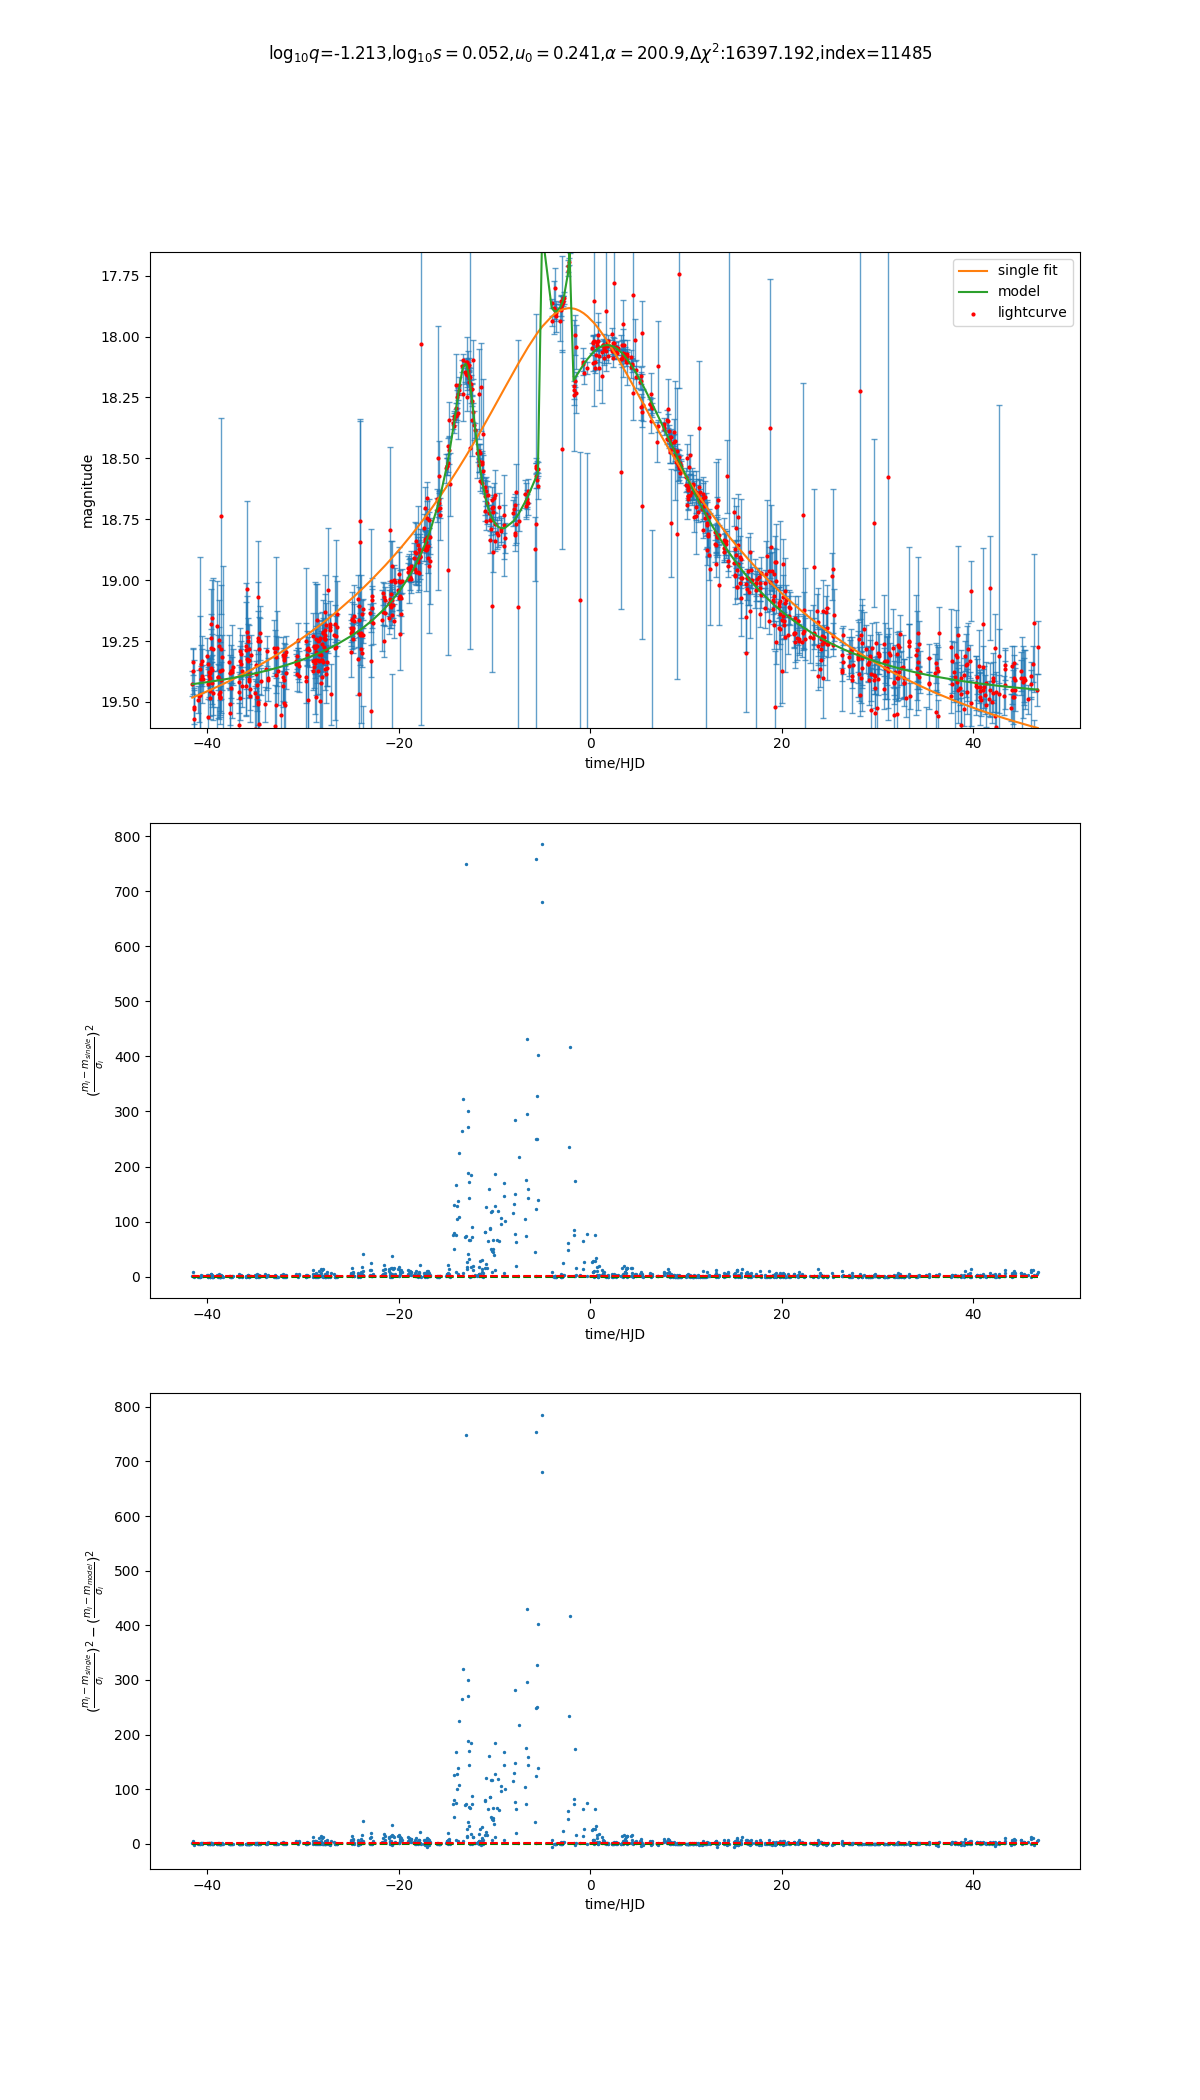 log₁₀q=-1.213,log₁₀s = 0.052,u₀ = 0.241,α = 200.9,Δχ²:16397.192,index=11485
single fit
model
lightcurve
magnitude
17.75
18.00
18.25
18.50
18.75
19.00
19.25
19.50
−40 −20 0 20 40
time/HJD
(mᵢ − m_single / σᵢ)²
800
700
600
500
400
300
200
100
0
−40 −20 0 20 40
time/HJD
(mᵢ − m_single / σᵢ)² − (mᵢ − m_model / σᵢ)²
800
700
600
500
400
300
200
100
0
−40 −20 0 20 40
time/HJD